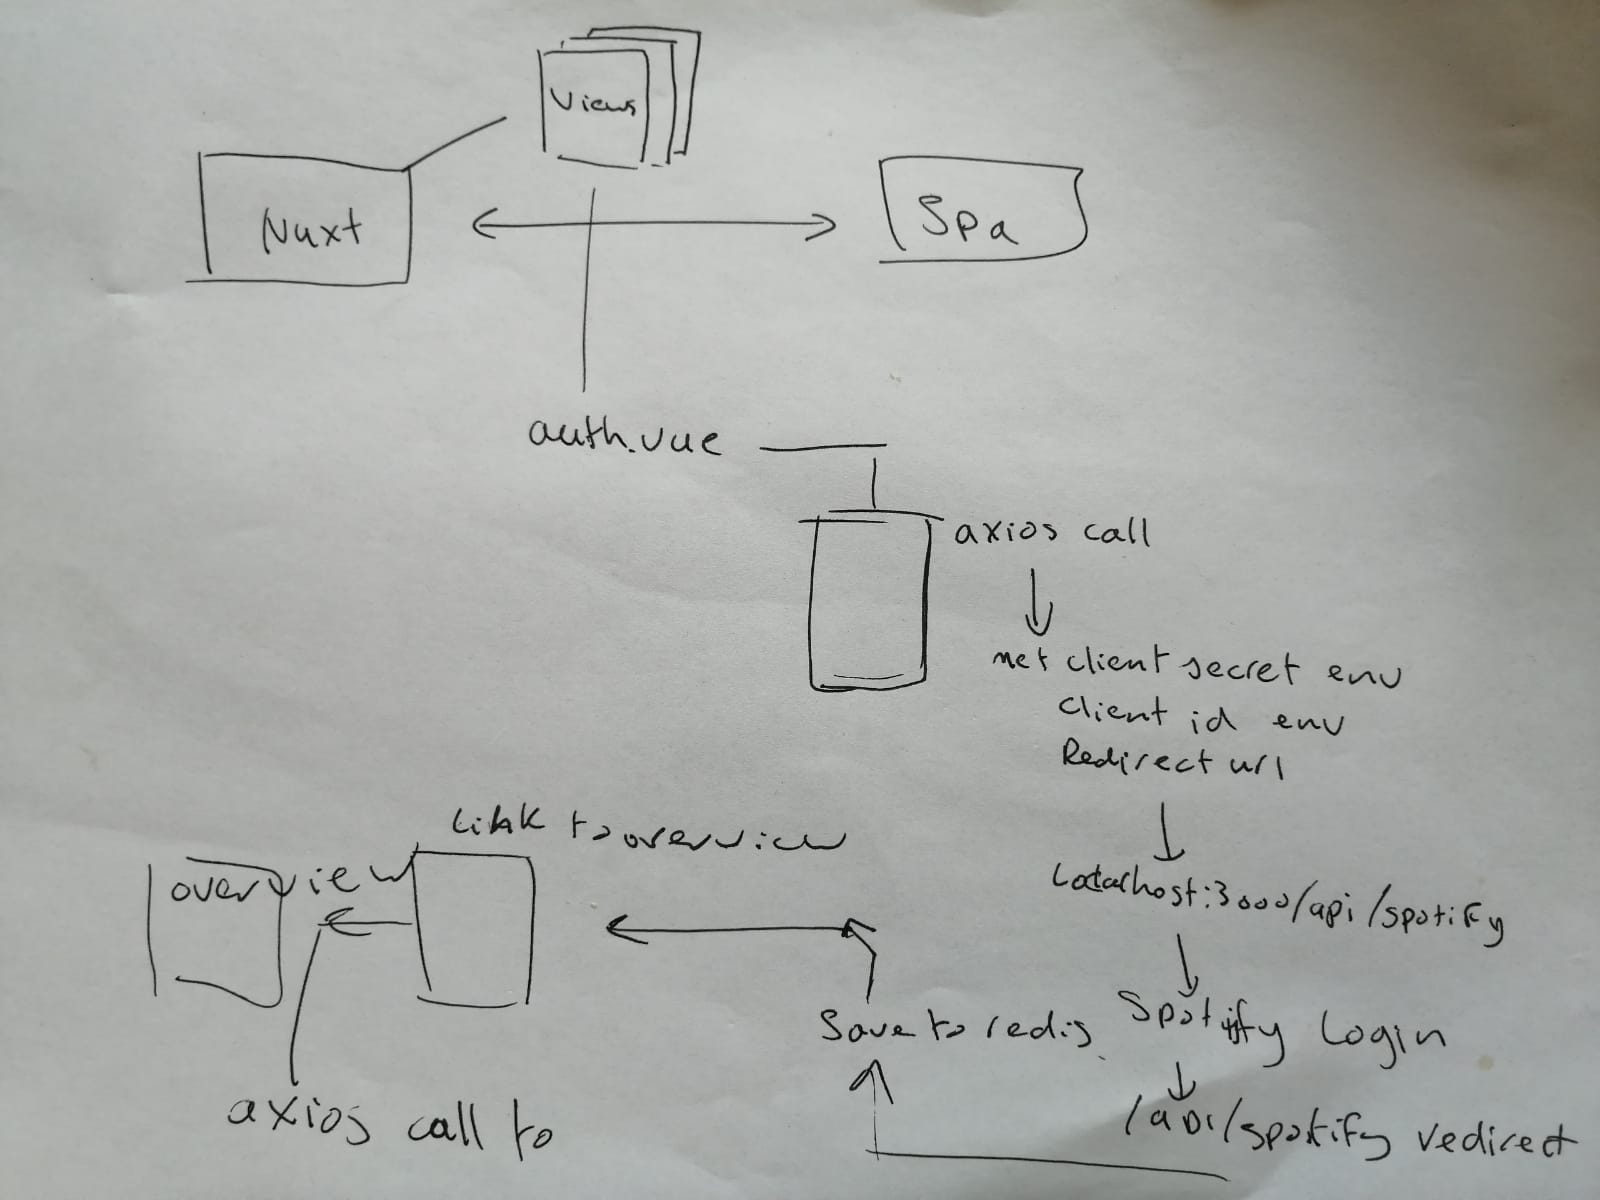 Views
Nuxt
Spa
auth.vue
axios call
met client secret env
client id env
Redirect url
Link to overview
overview
Localhost:3000/api/spotify
Save to redis
Spotify Login
/api/spotify redirect
axios call to